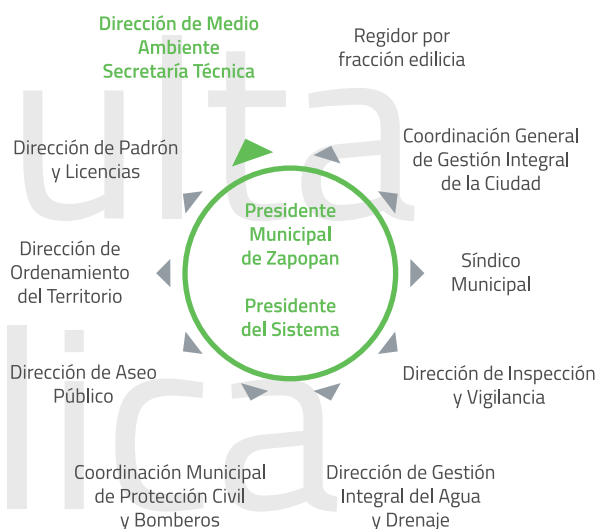 Dirección de Medio
Ambiente
Secretaría Técnica
Regidor por
fracción edilicia
Coordinación General
de Gestión Integral
de la Ciudad
Síndico
Municipal
Dirección de Inspección
y Vigilancia
Dirección de Gestión
Integral del Agua
y Drenaje
Coordinación Municipal
de Protección Civil
y Bomberos
Dirección de Aseo
Público
Dirección de
Ordenamiento
del Territorio
Dirección de Padrón
y Licencias
Presidente
Municipal
de Zapopan
Presidente
del Sistema
ulta
lica